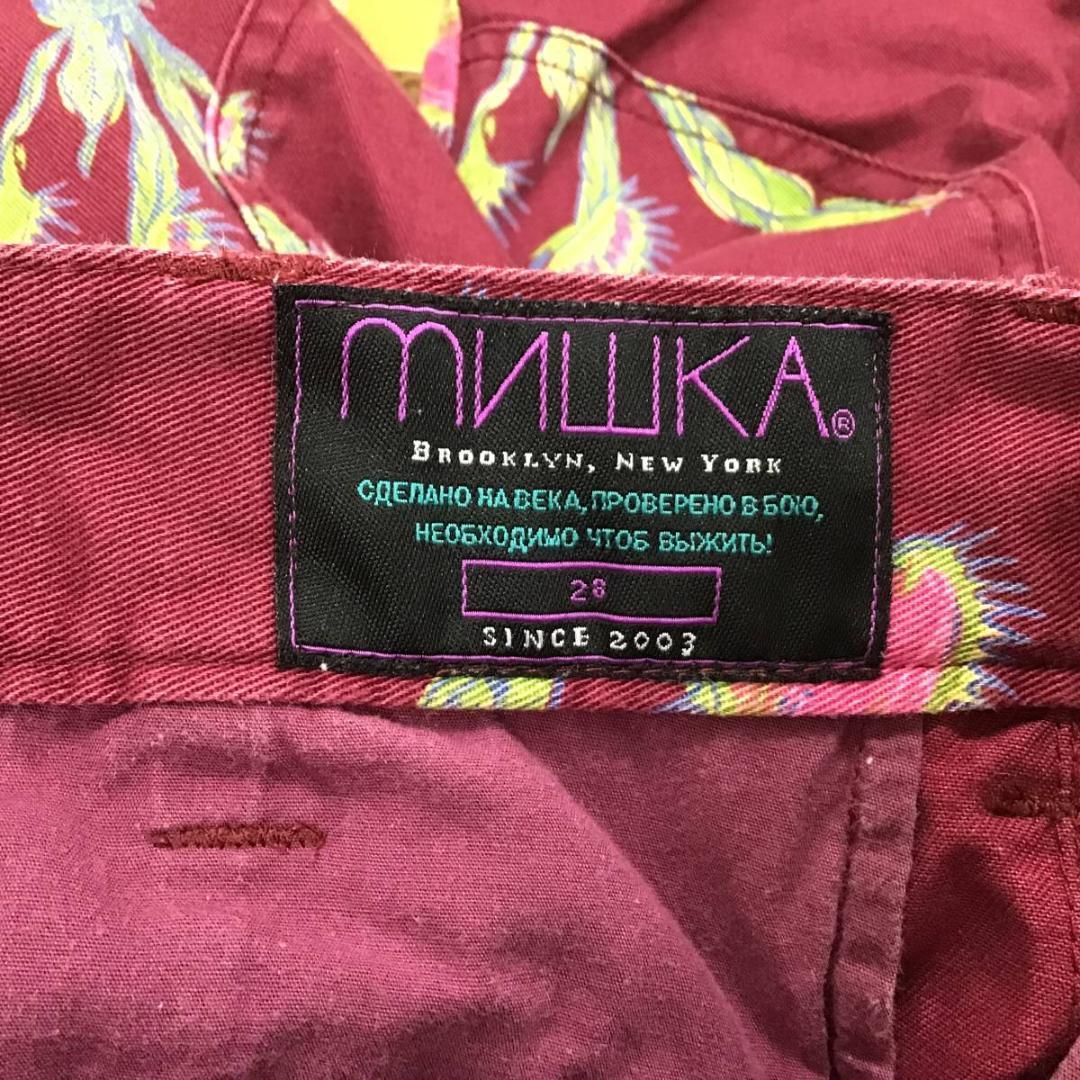 МИШКА®
BROOKLYN, NEW YORK
СДЕЛАНО НА ВЕКА, ПРОВЕРЕНО В БОЮ,
НЕОБХОДИМО ЧТОБ ВЫЖИТЬ!
28
SINCE 2003